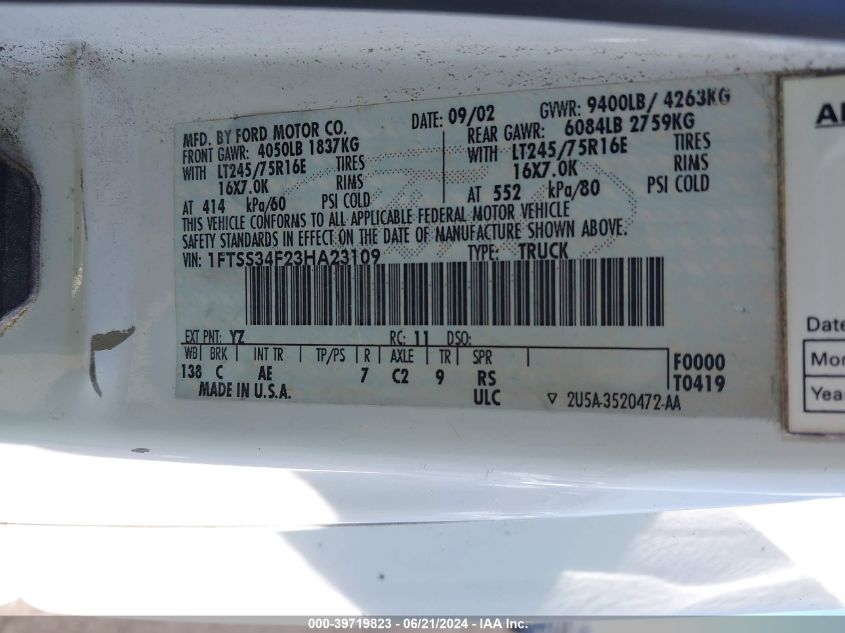 MFD. BY FORD MOTOR CO.
DATE: 09/02
GVWR: 9400LB/ 4263KG
FRONT GAWR: 4050LB 1837KG
REAR GAWR: 6084LB 2759KG
WITH LT245/75R16E TIRES
WITH LT245/75R16E TIRES
16X7.0K RIMS
16X7.0K RIMS
AT 414 kPa/60 PSI COLD
AT 552 kPa/80 PSI COLD
THIS VEHICLE CONFORMS TO ALL APPLICABLE FEDERAL MOTOR VEHICLE
SAFETY STANDARDS IN EFFECT ON THE DATE OF MANUFACTURE SHOWN ABOVE.
VIN: 1FTSS34F23HA23109
TYPE: TRUCK
EXT PNT: YZ RC: 11 DSO:
WB BRK INT TR TP/PS R AXLE TR SPR
138 C AE 7 C2 9 RS
F0000
T0419
MADE IN U.S.A.
ULC
▽ 2U5A-3520472-AA
Date
Yea
000-39719823 - 06/21/2024 - IAA, Inc.